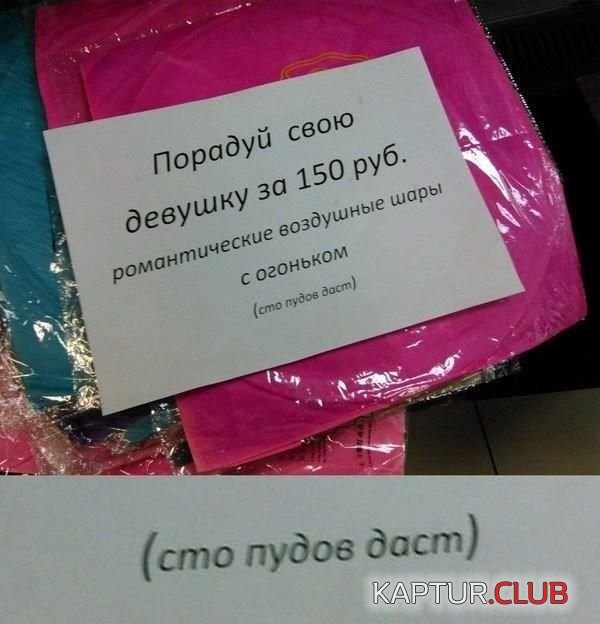 Порадуй свою
девушку за 150 руб.
романтические воздушные шары
с огоньком
(сто пудов даст)
(сто пудов даст)
KAPTUR.CLUB